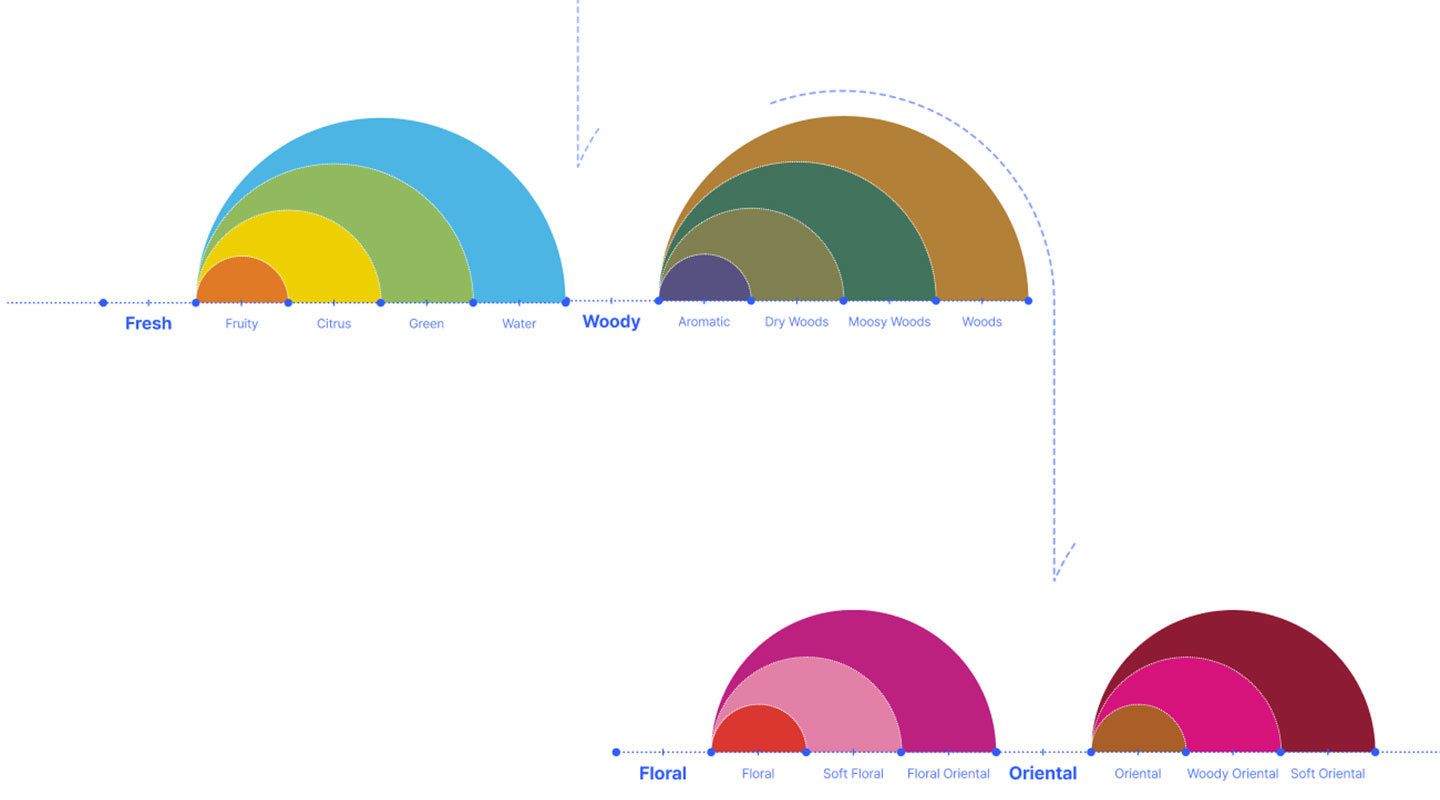 Fresh
Fruity
Citrus
Green
Water
Woody
Aromatic
Dry Woods
Moosy Woods
Woods
Floral
Floral
Soft Floral
Floral Oriental
Oriental
Oriental
Woody Oriental
Soft Oriental